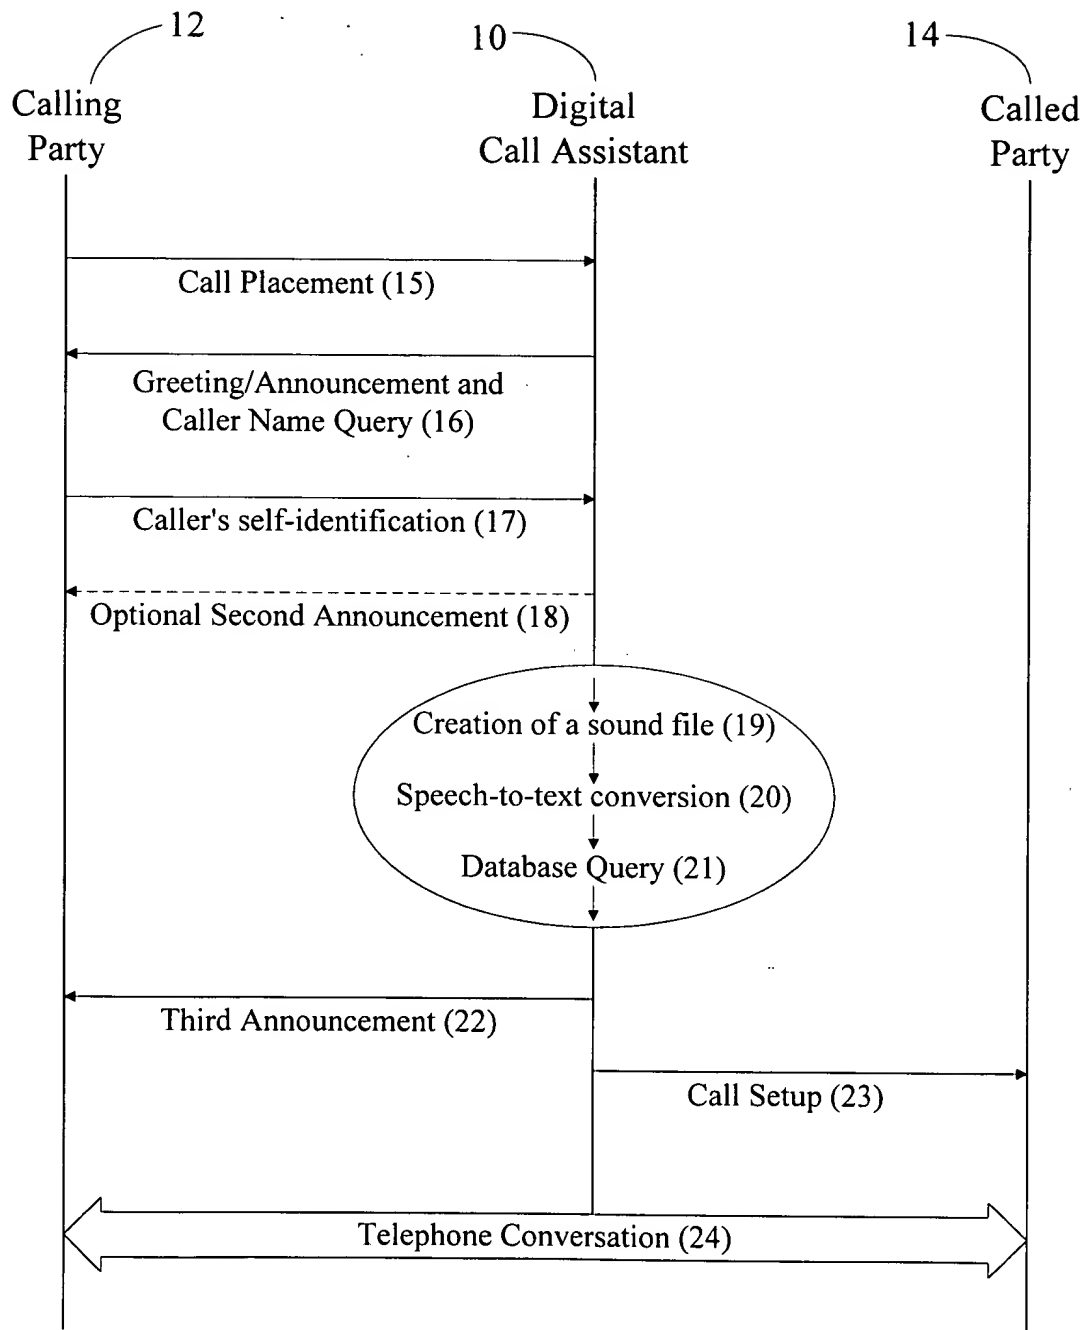 12
10
14
Calling
Party
Digital
Call Assistant
Called
Party
Call Placement (15)
Greeting/Announcement and
Caller Name Query (16)
Caller's self-identification (17)
Optional Second Announcement (18)
Creation of a sound file (19)
Speech-to-text conversion (20)
Database Query (21)
Third Announcement (22)
Call Setup (23)
Telephone Conversation (24)